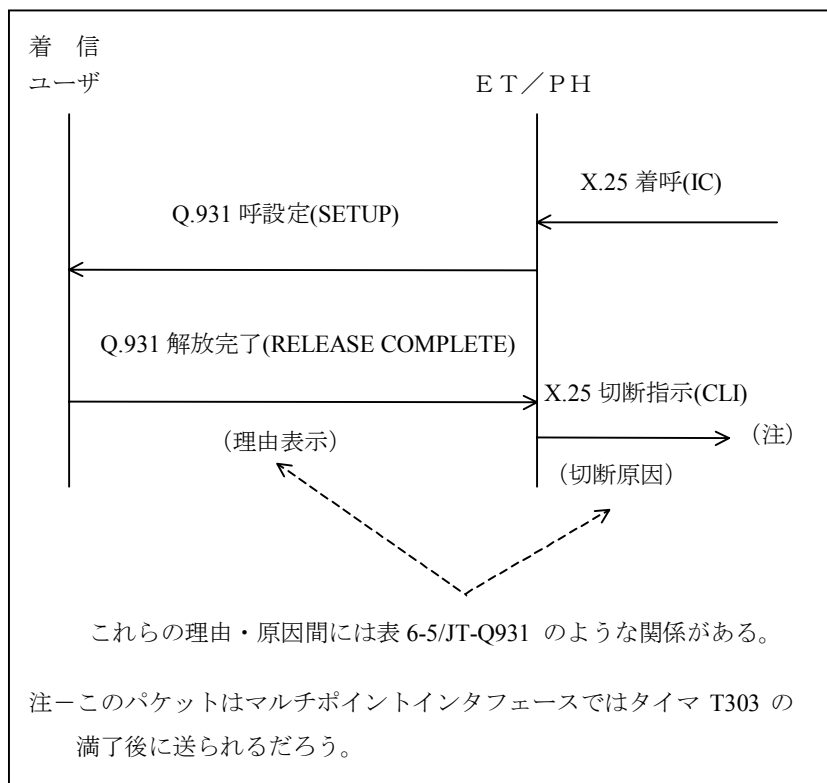 着 信
ユーザ
ＥＴ／ＰＨ
X.25 着呼(IC)
Q.931 呼設定(SETUP)
Q.931 解放完了(RELEASE COMPLETE)
X.25 切断指示(CLI)
（理由表示）
（注）
（切断原因）
これらの理由・原因間には表 6-5/JT-Q931 のような関係がある。
注－このパケットはマルチポイントインタフェースではタイマ T303 の
満了後に送られるだろう。